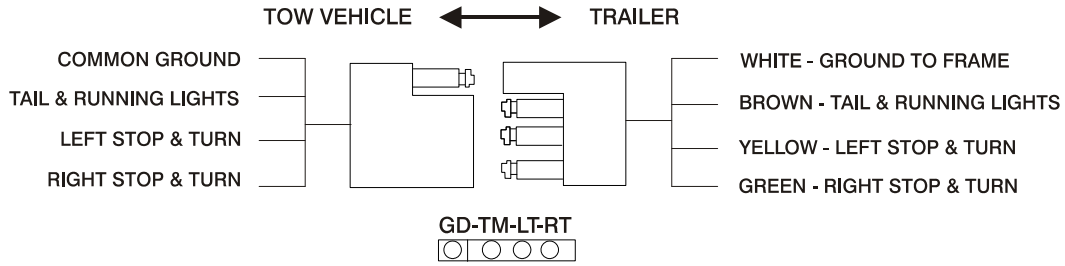 TOW VEHICLE TRAILER
COMMON GROUND
TAIL & RUNNING LIGHTS
LEFT STOP & TURN
RIGHT STOP & TURN
WHITE - GROUND TO FRAME
BROWN - TAIL & RUNNING LIGHTS
YELLOW - LEFT STOP & TURN
GREEN - RIGHT STOP & TURN
GD-TM-LT-RT